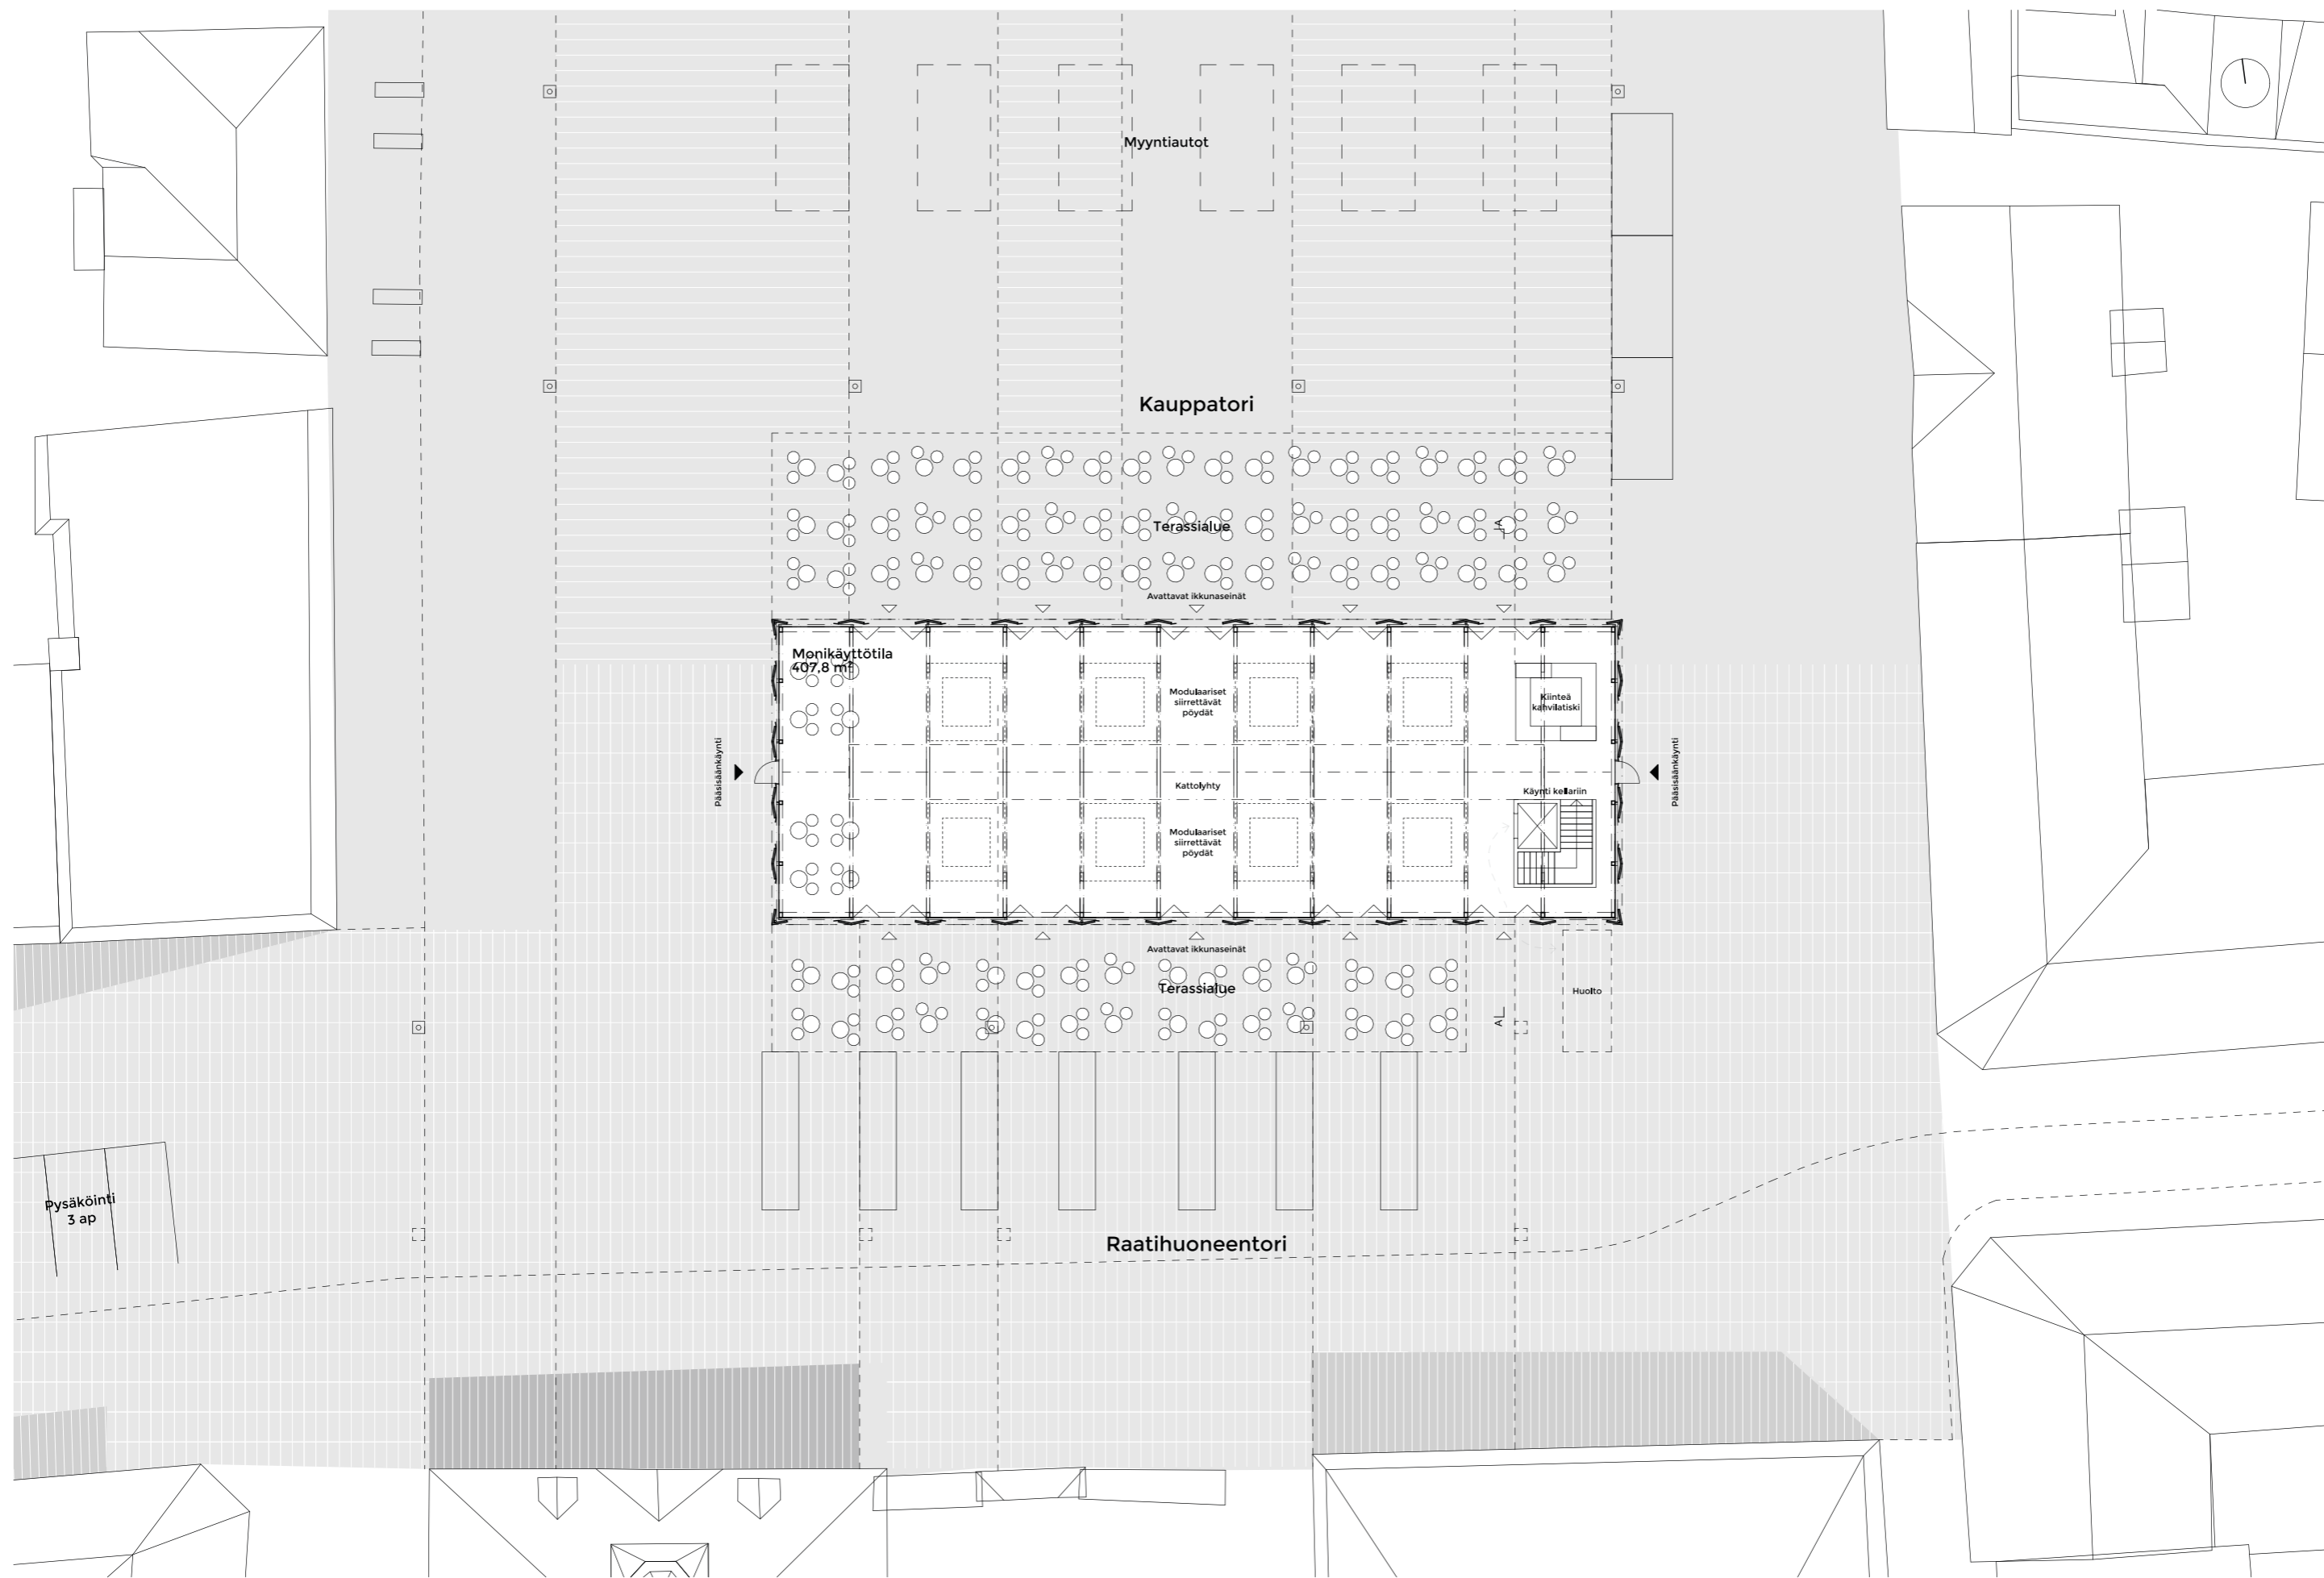 Myyntiautot
Kauppatori
Terassialue
A
Avattavat ikkunaseinät
Monikäyttötila
407,8 m²
Modulaariset
siirrettävät
pöydät
Kiinteä
kahvilatiski
Pääsisäänkäynti
Pääsisäänkäynti
Kattolyhty
Käynti kellariin
Modulaariset
siirrettävät
pöydät
Avattavat ikkunaseinät
Terassialue
Huolto
A
Pysäköinti
3 ap
Raatihuoneentori